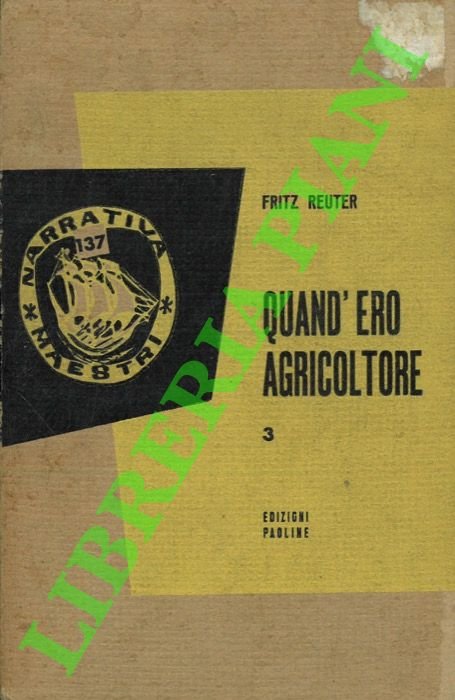 FRITZ REUTER
NARRATIVA
137
MAESTRI
QUAND' ERO
AGRICOLTORE
3
EDIZIONI
PAOLINE
LIBRERIA PIANI